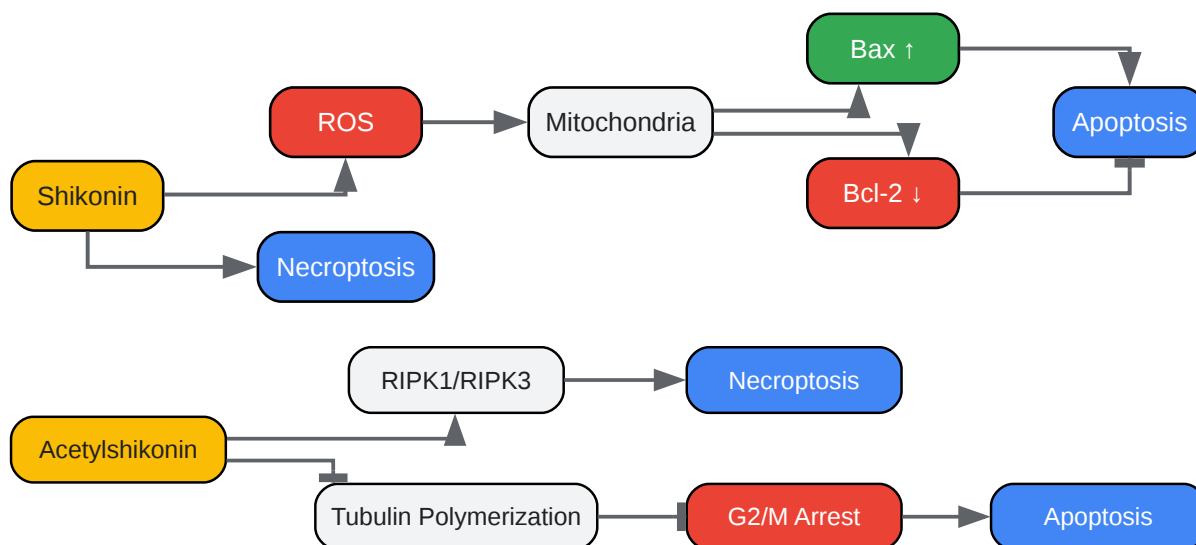 Bax ↑
ROS
Mitochondria
Apoptosis
Shikonin
Bcl-2 ↓
Necroptosis
RIPK1/RIPK3
Necroptosis
Acetylshikonin
Tubulin Polymerization
G2/M Arrest
Apoptosis